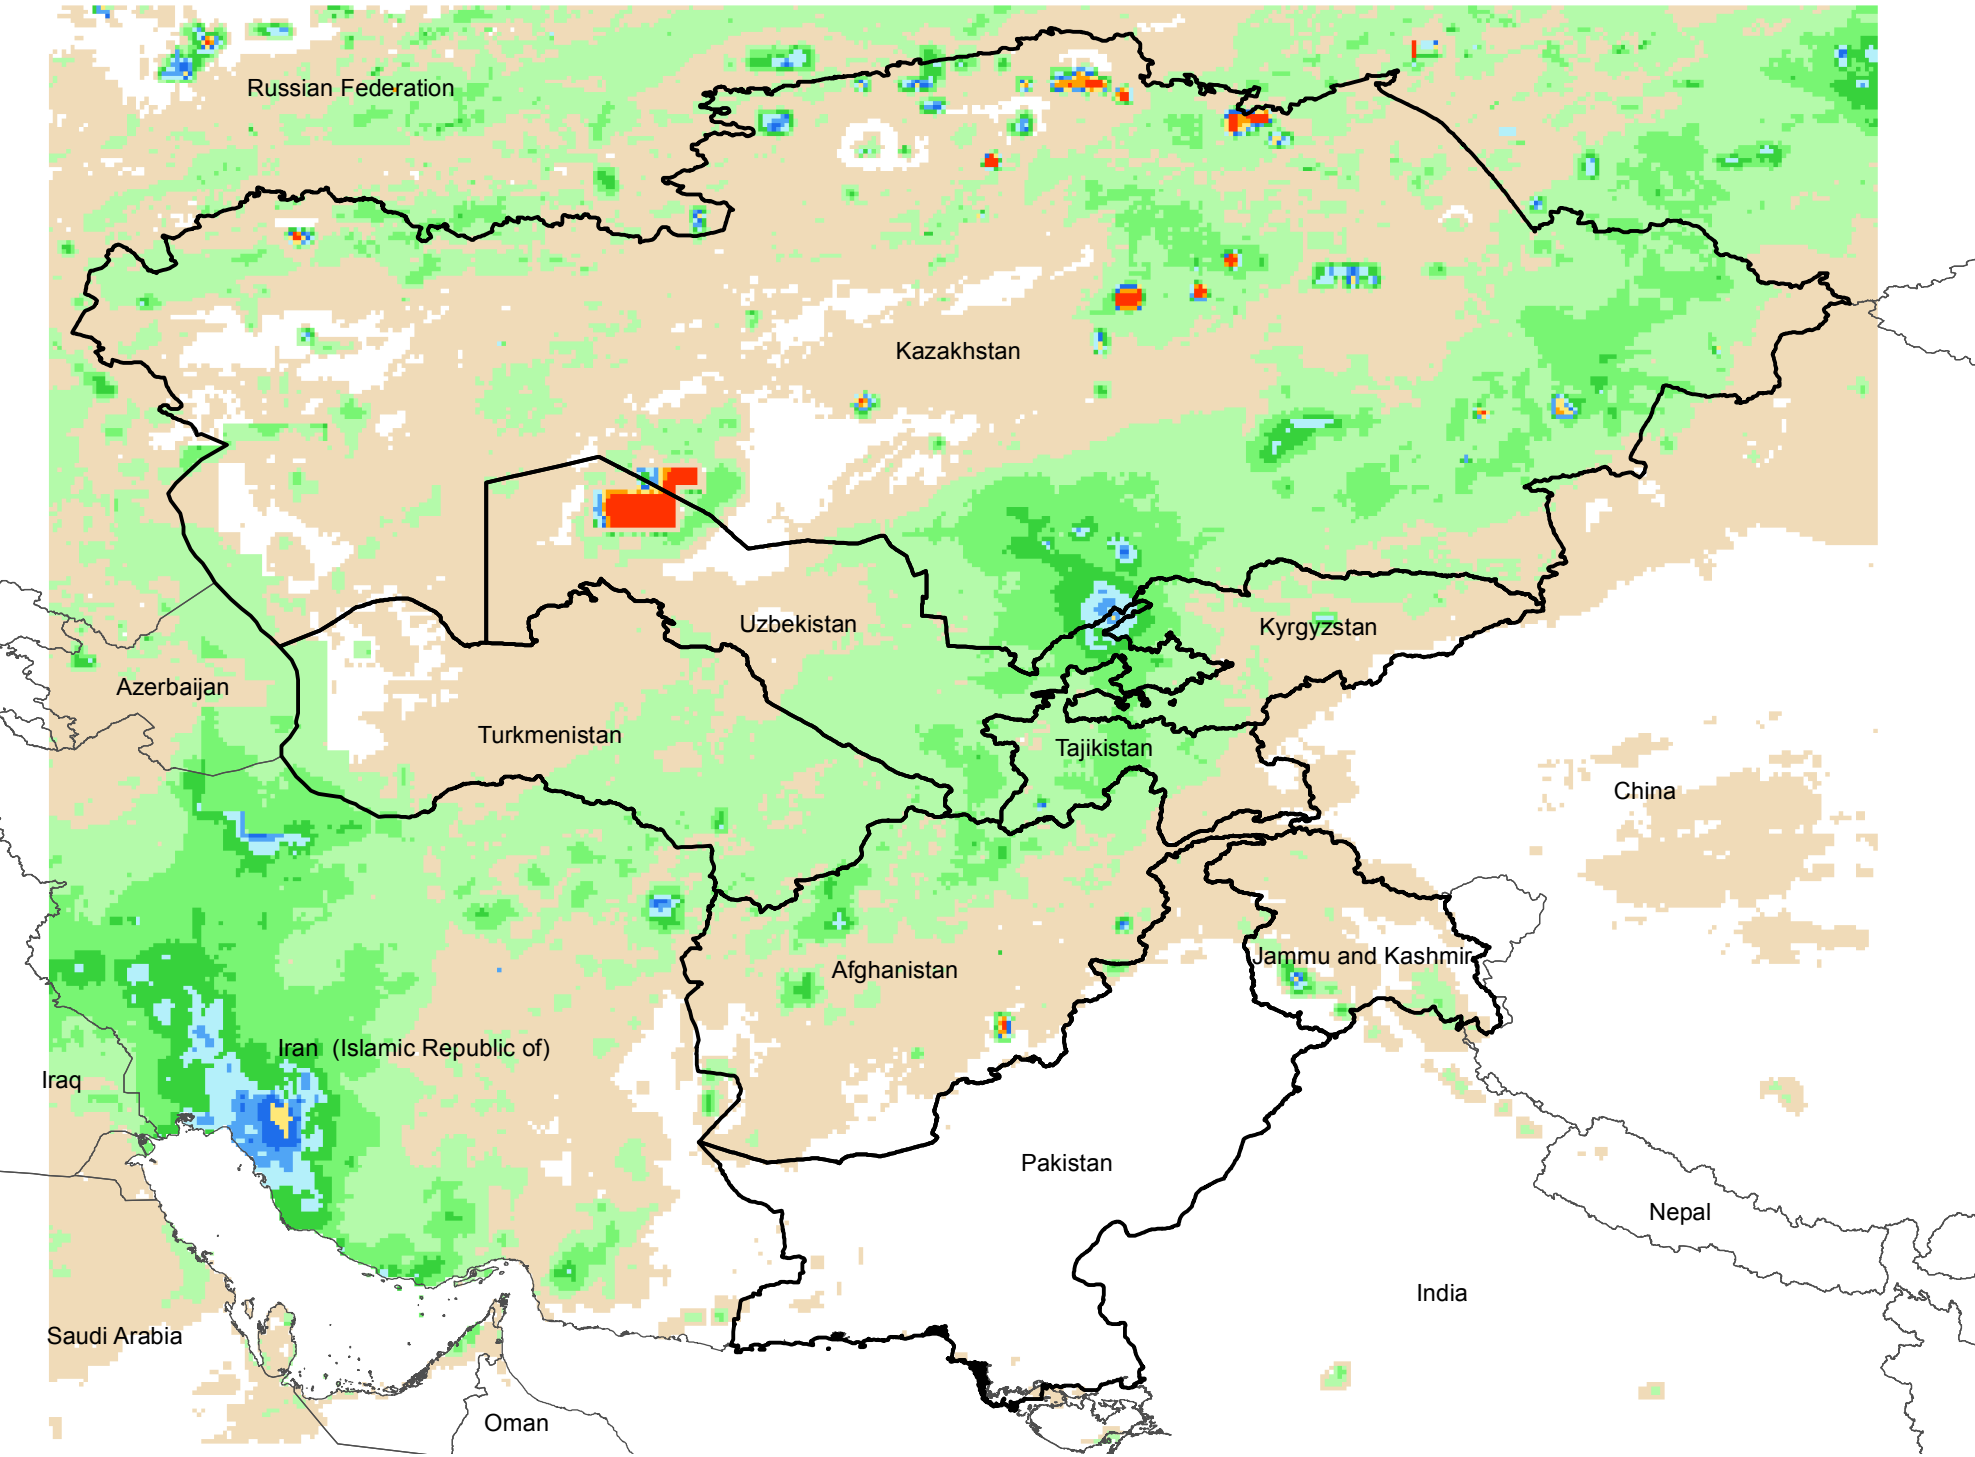 Russian Federation
Kazakhstan
Uzbekistan
Kyrgyzstan
Azerbaijan
Turkmenistan
Tajikistan
China
Jammu and Kashmir
Afghanistan
Iran  (Islamic Republic of)
Iraq
Pakistan
Nepal
India
Saudi Arabia
Oman